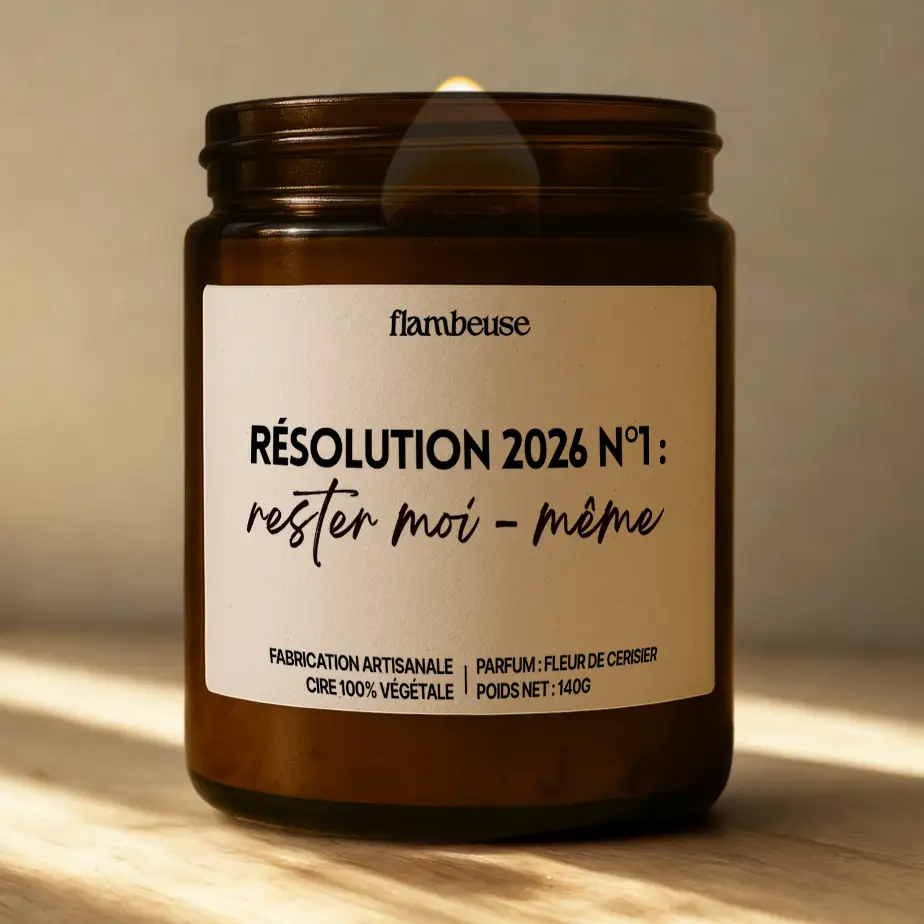 flambeuse
RÉSOLUTION 2026 N°1 :
rester moi - même
FABRICATION ARTISANALE | PARFUM : FLEUR DE CERISIER
CIRE 100% VÉGÉTALE | POIDS NET : 140G